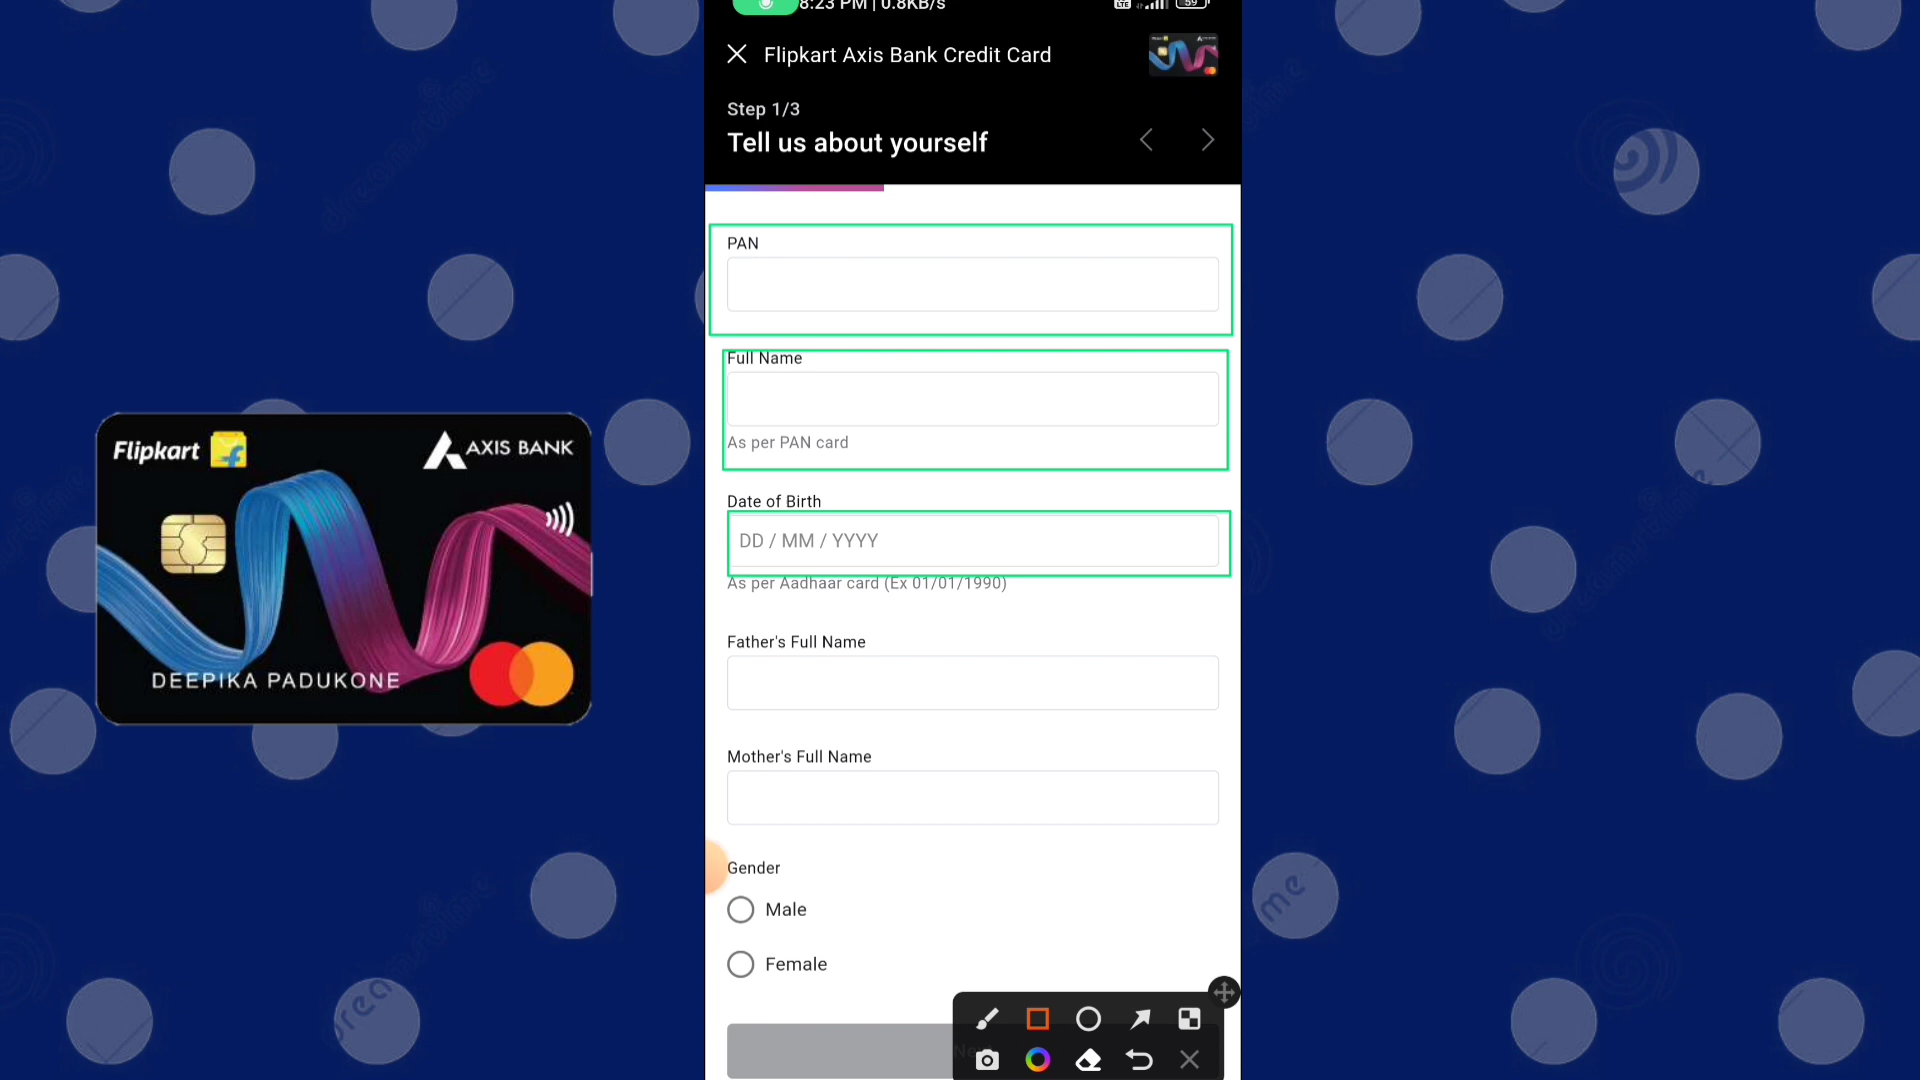 8:23 PM | 0.8KB/s
59
Flipkart Axis Bank Credit Card
Step 1/3
Tell us about yourself
PAN
Full Name
As per PAN card
Date of Birth
DD / MM / YYYY
As per Aadhaar card (Ex 01/01/1990)
Father's Full Name
Mother's Full Name
Gender
Male
Female
Flipkart
AXIS BANK
DEEPIKA PADUKONE